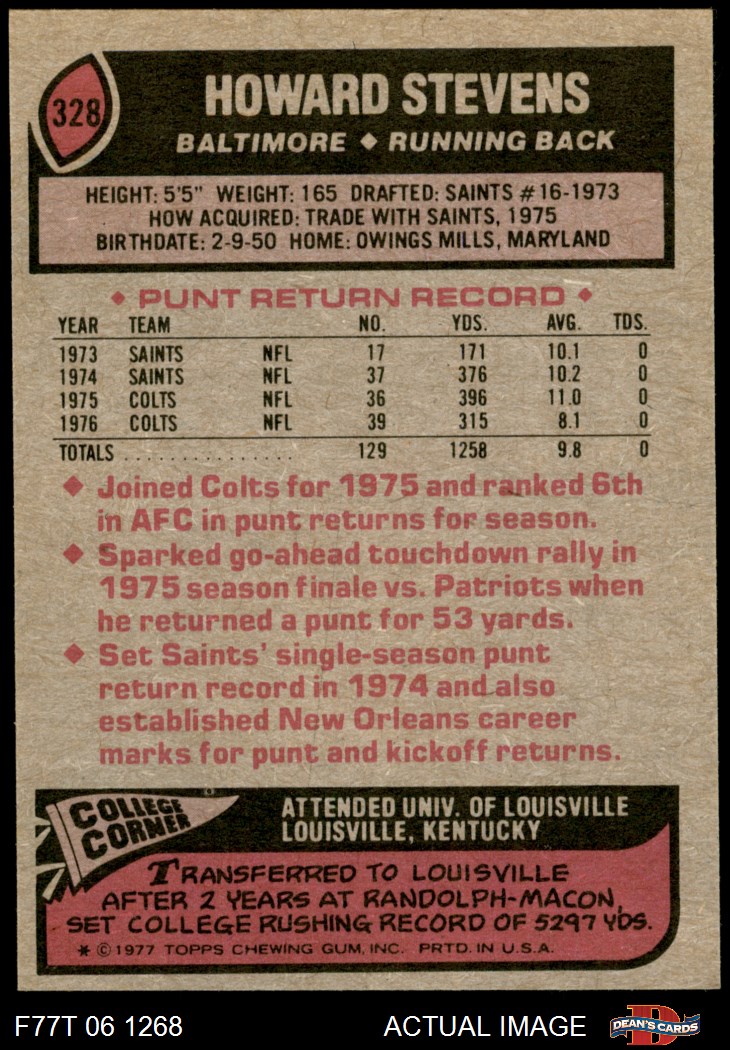 328
HOWARD STEVENS
BALTIMORE ◆ RUNNING BACK
HEIGHT: 5'5" WEIGHT: 165 DRAFTED: SAINTS #16-1973
HOW ACQUIRED: TRADE WITH SAINTS, 1975
BIRTHDATE: 2-9-50 HOME: OWINGS MILLS, MARYLAND
◆ PUNT RETURN RECORD ◆
YEAR TEAM NO. YDS. AVG. TDS.
1973 SAINTS NFL 17 171 10.1 0
1974 SAINTS NFL 37 376 10.2 0
1975 COLTS NFL 36 396 11.0 0
1976 COLTS NFL 39 315 8.1 0
TOTALS . . . . . . . . . . . . . . . 129 1258 9.8 0
◆ Joined Colts for 1975 and ranked 6th
in AFC in punt returns for season.
◆ Sparked go-ahead touchdown rally in
1975 season finale vs. Patriots when
he returned a punt for 53 yards.
◆ Set Saints' single-season punt
return record in 1974 and also
established New Orleans career
marks for punt and kickoff returns.
COLLEGE
CORNER
ATTENDED UNIV. OF LOUISVILLE
LOUISVILLE, KENTUCKY
TRANSFERRED TO LOUISVILLE
AFTER 2 YEARS AT RANDOLPH-MACON,
SET COLLEGE RUSHING RECORD OF 5297 YDS.
* © 1977 TOPPS CHEWING GUM, INC. PRTD. IN U.S.A.
F77T 06 1268
ACTUAL IMAGE
D
DEAN'S CARDS